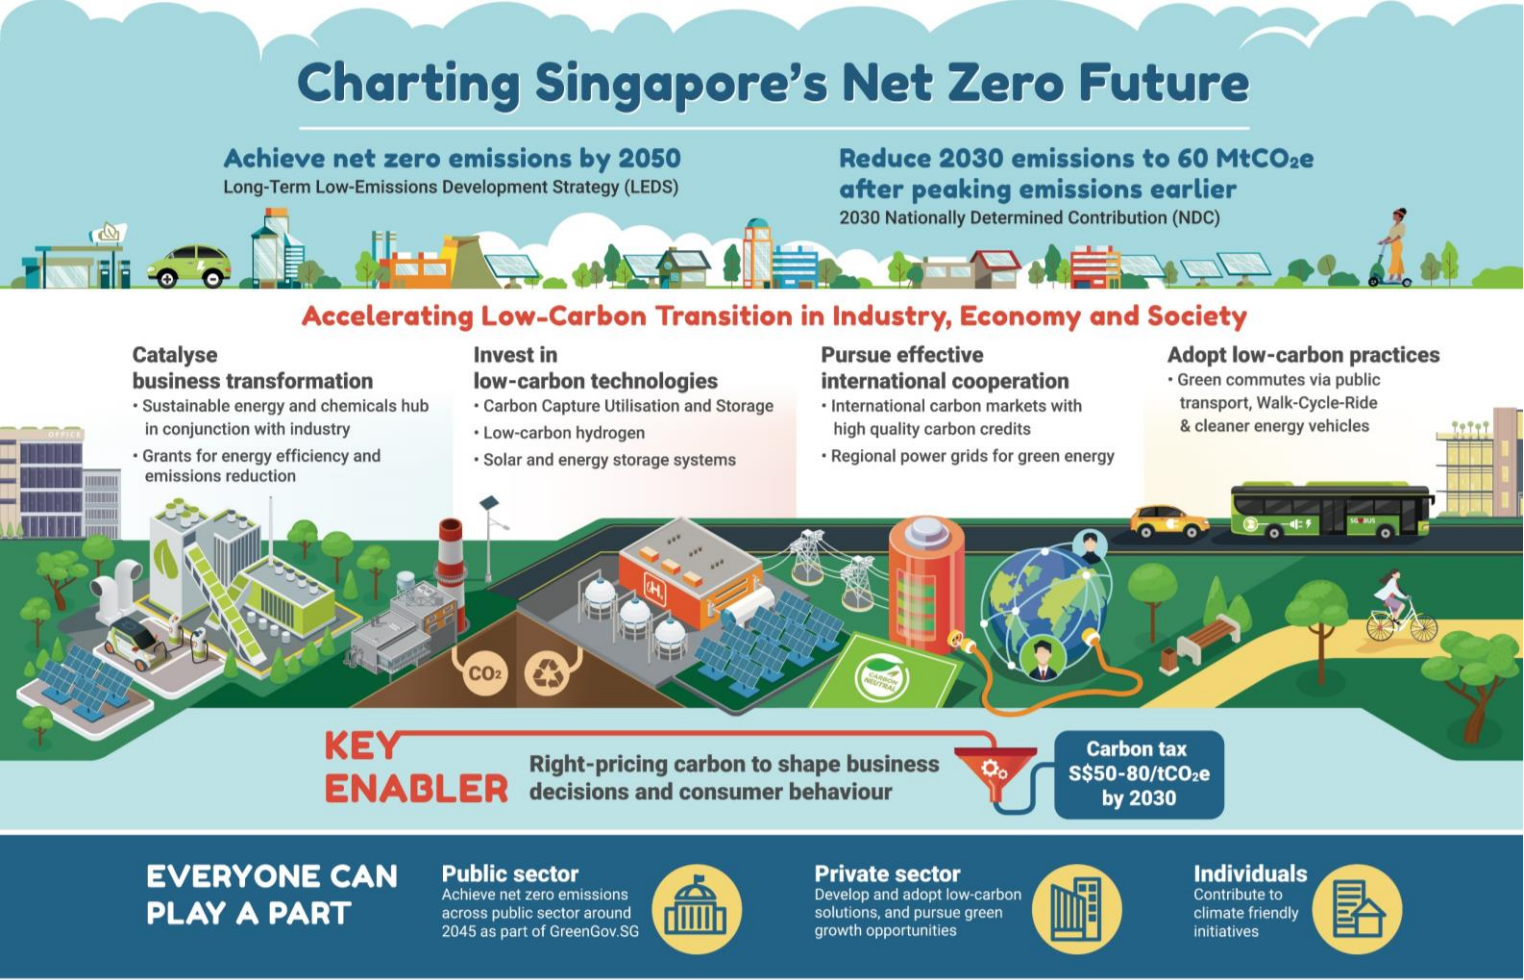 Charting Singapore's Net Zero Future
Achieve net zero emissions by 2050
Long-Term Low-Emissions Development Strategy (LEDS)
Reduce 2030 emissions to 60 MtCO₂e
after peaking emissions earlier
2030 Nationally Determined Contribution (NDC)
Accelerating Low-Carbon Transition in Industry, Economy and Society
Catalyse
business transformation
• Sustainable energy and chemicals hub
in conjunction with industry
• Grants for energy efficiency and
emissions reduction
Invest in
low-carbon technologies
• Carbon Capture Utilisation and Storage
• Low-carbon hydrogen
• Solar and energy storage systems
Pursue effective
international cooperation
• International carbon markets with
high quality carbon credits
• Regional power grids for green energy
Adopt low-carbon practices
• Green commutes via public
transport, Walk-Cycle-Ride
& cleaner energy vehicles
OFFICE
SG♥BUS
H₂
CO₂
CARBON
NEUTRAL
KEY
ENABLER
Right-pricing carbon to shape business
decisions and consumer behaviour
Carbon tax
S$50-80/tCO₂e
by 2030
EVERYONE CAN
PLAY A PART
Public sector
Achieve net zero emissions
across public sector around
2045 as part of GreenGov.SG
Private sector
Develop and adopt low-carbon
solutions, and pursue green
growth opportunities
Individuals
Contribute to
climate friendly
initiatives